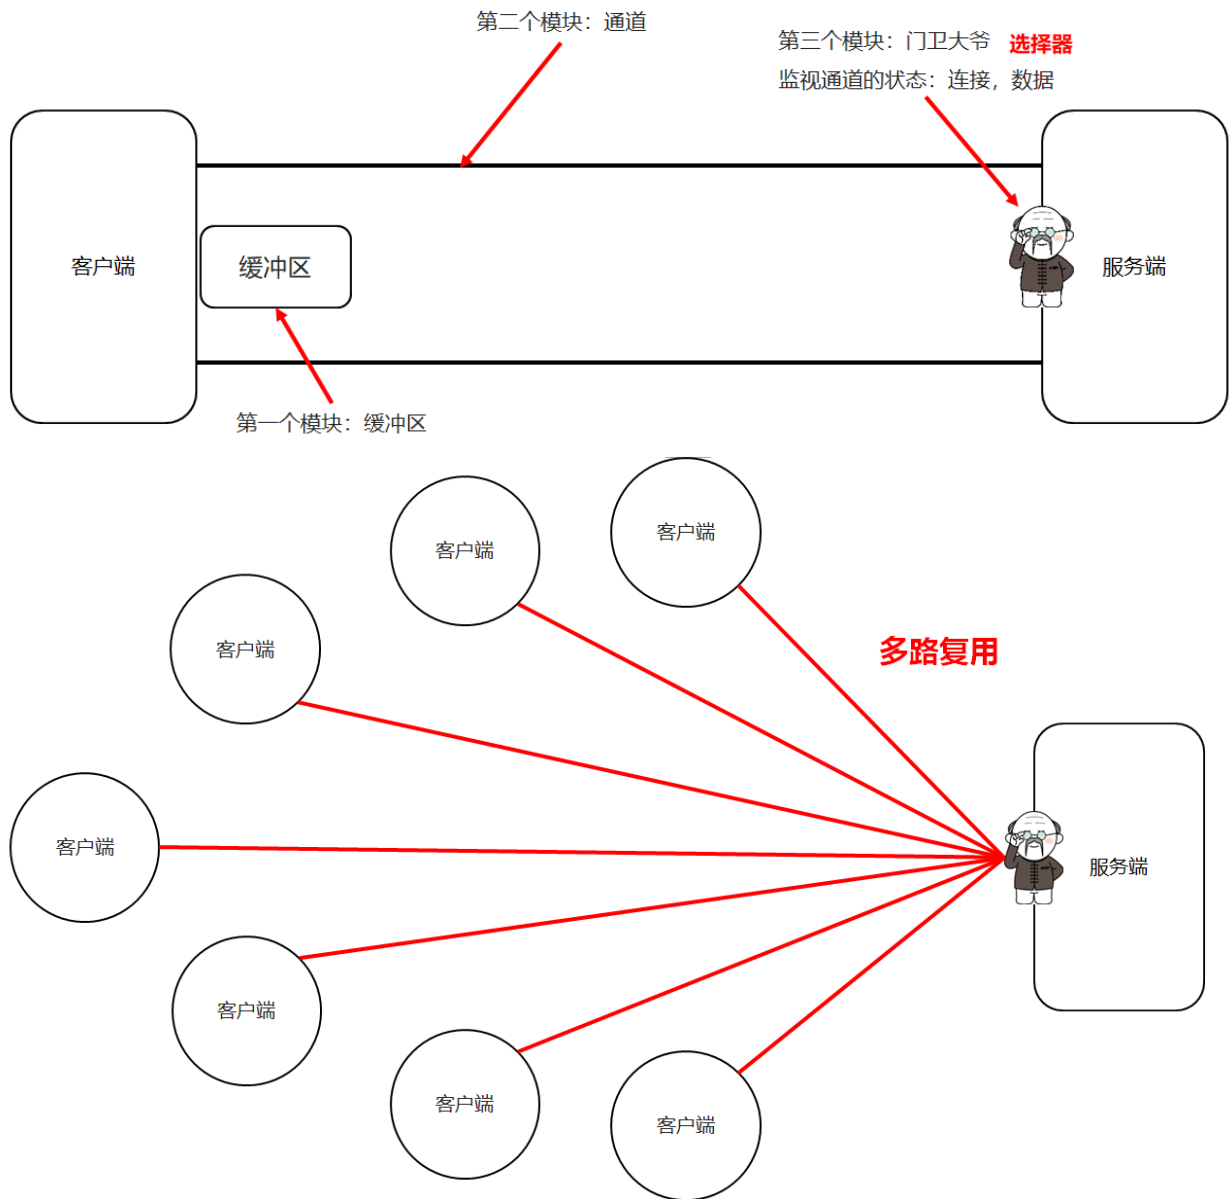 第二个模块：通道
第三个模块：门卫大爷 选择器
监视通道的状态：连接，数据
客户端
缓冲区
服务端
第一个模块：缓冲区
客户端
客户端
客户端
多路复用
客户端
服务端
客户端
客户端
客户端